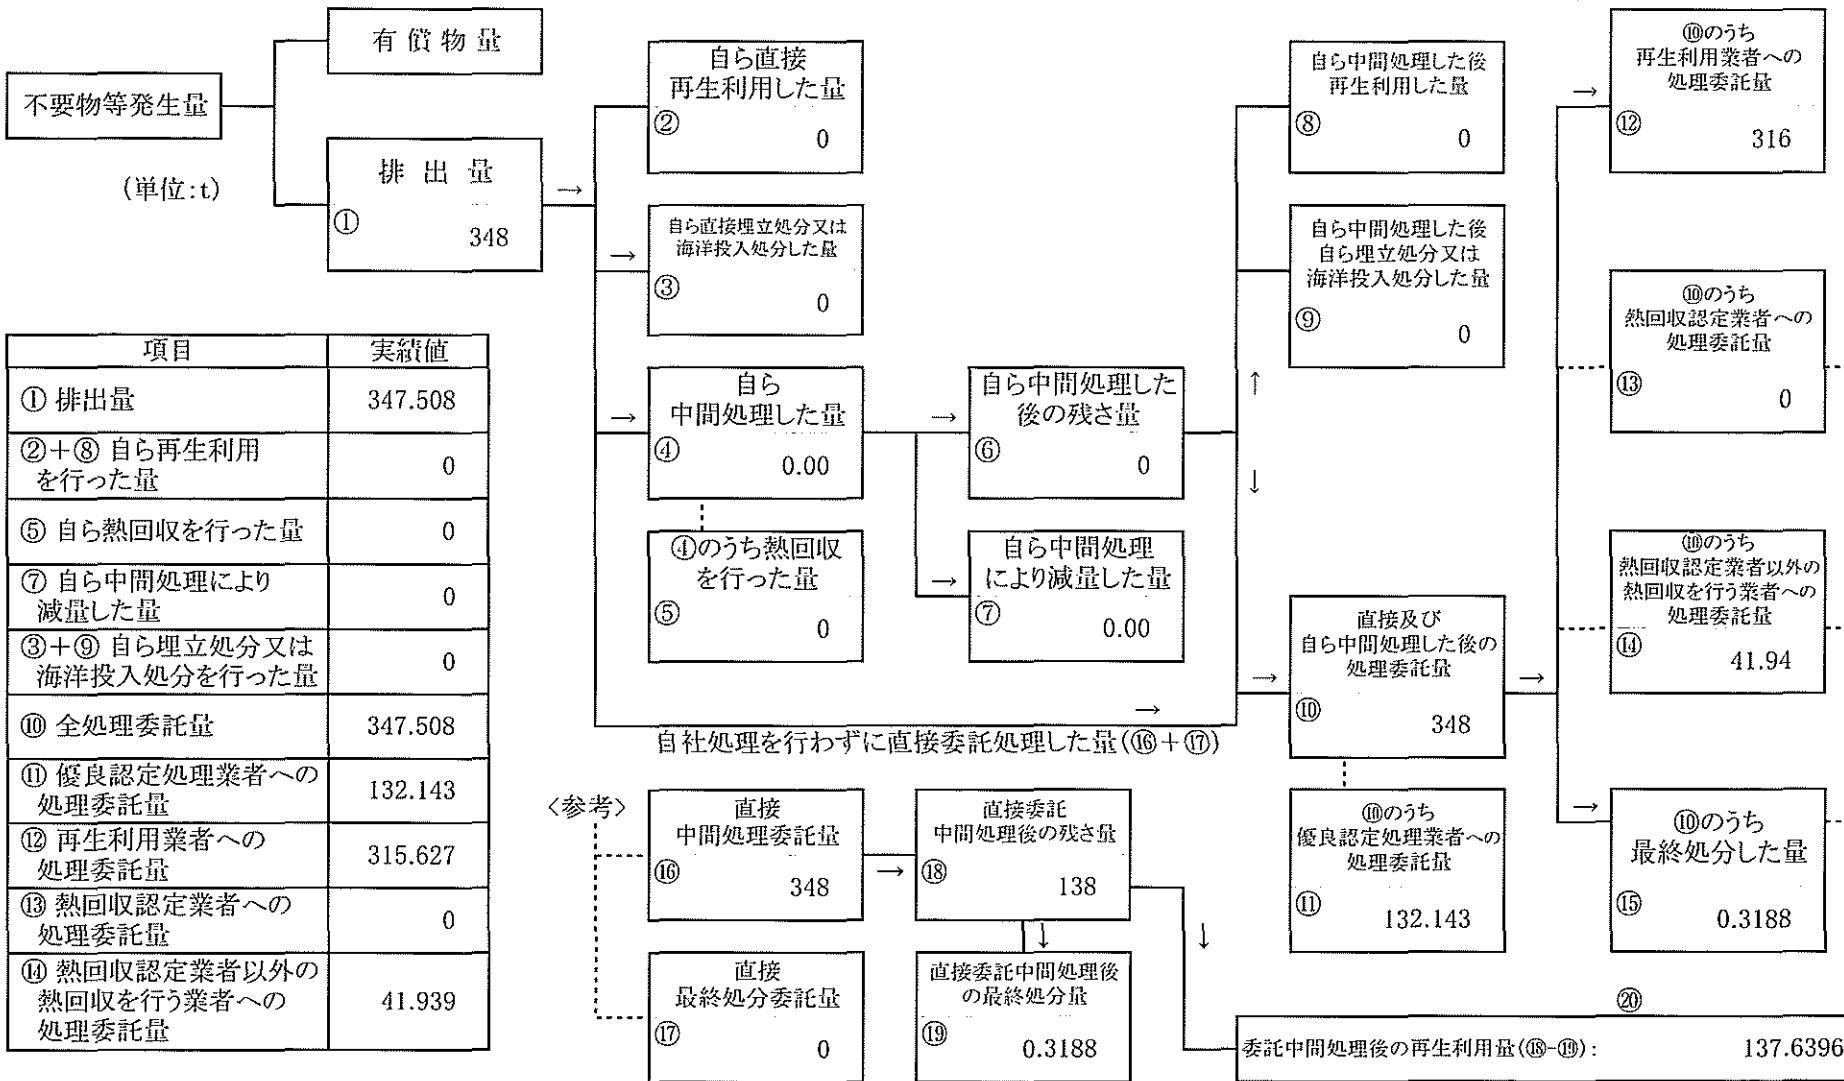 不要物等発生量
(単位:t)
有償物量
排出量
①
348
→
自ら直接
再生利用した量
②
0
→
自ら直接埋立処分又は
海洋投入処分した量
③
0
→
自ら
中間処理した量
④
0.00
④のうち熱回収
を行った量
⑤
0
→
自ら中間処理した
後の残さ量
⑥
0
→
自ら中間処理
により減量した量
⑦
0.00
↑
↓
自ら中間処理した後
再生利用した量
⑧
0
自ら中間処理した後
自ら埋立処分又は
海洋投入処分した量
⑨
0
→
自社処理を行わずに直接委託処理した量(⑯+⑰)
→
直接及び
自ら中間処理した後の
処理委託量
⑩
348
⑩のうち
優良認定処理業者への
処理委託量
⑪
132.143
→
→
⑩のうち
再生利用業者への
処理委託量
⑫
316
⑩のうち
熱回収認定業者への
処理委託量
⑬
0
⑩のうち
熱回収認定業者以外の
熱回収を行う業者への
処理委託量
⑭
41.94
→
⑩のうち
最終処分した量
⑮
0.3188
項目 実績値
① 排出量 347.508
②+⑧ 自ら再生利用
を行った量 0
⑤ 自ら熱回収を行った量 0
⑦ 自ら中間処理により
減量した量 0
③+⑨ 自ら埋立処分又は
海洋投入処分を行った量 0
⑩ 全処理委託量 347.508
⑪ 優良認定処理業者への
処理委託量 132.143
⑫ 再生利用業者への
処理委託量 315.627
⑬ 熱回収認定業者への
処理委託量 0
⑭ 熱回収認定業者以外の
熱回収を行う業者への
処理委託量 41.939
〈参考〉
直接
中間処理委託量
⑯
348
→
直接委託
中間処理後の残さ量
⑱
138
↓
↓
直接
最終処分委託量
⑰
0
直接委託中間処理後
の最終処分量
⑲
0.3188
⑳
委託中間処理後の再生利用量(⑱-⑲): 137.6396